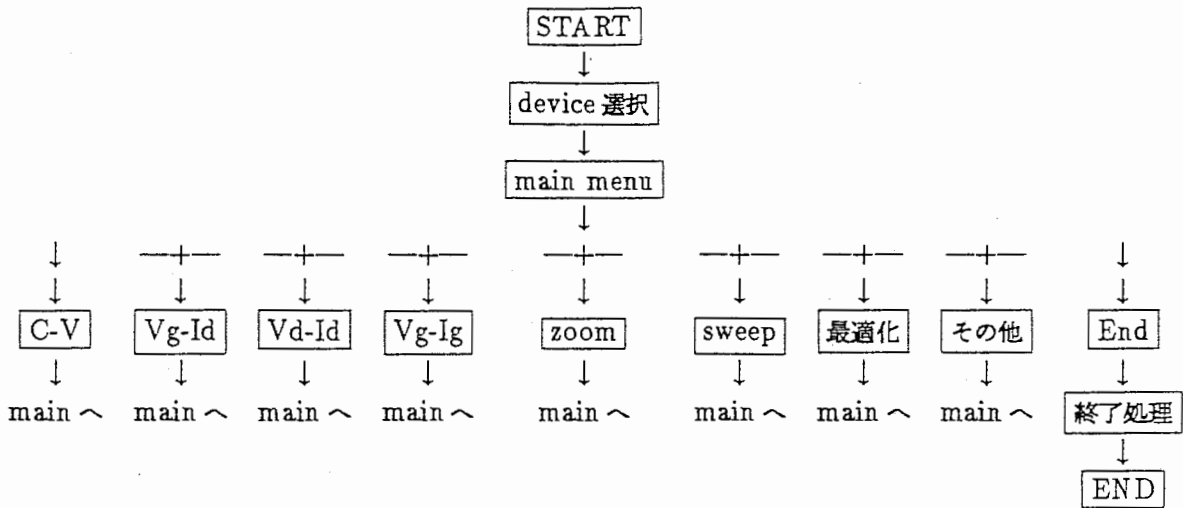 START
↓
device 選択
↓
main menu
↓
↓ —+— —+— —+— —+— —+— —+— —+— ↓
↓ ↓ ↓ ↓ ↓ ↓ ↓ ↓ ↓
C-V Vg-Id Vd-Id Vg-Ig zoom sweep 最適化 その他 End
↓ ↓ ↓ ↓ ↓ ↓ ↓ ↓ ↓
main へ main へ main へ main へ main へ main へ main へ main へ 終了処理
↓
END